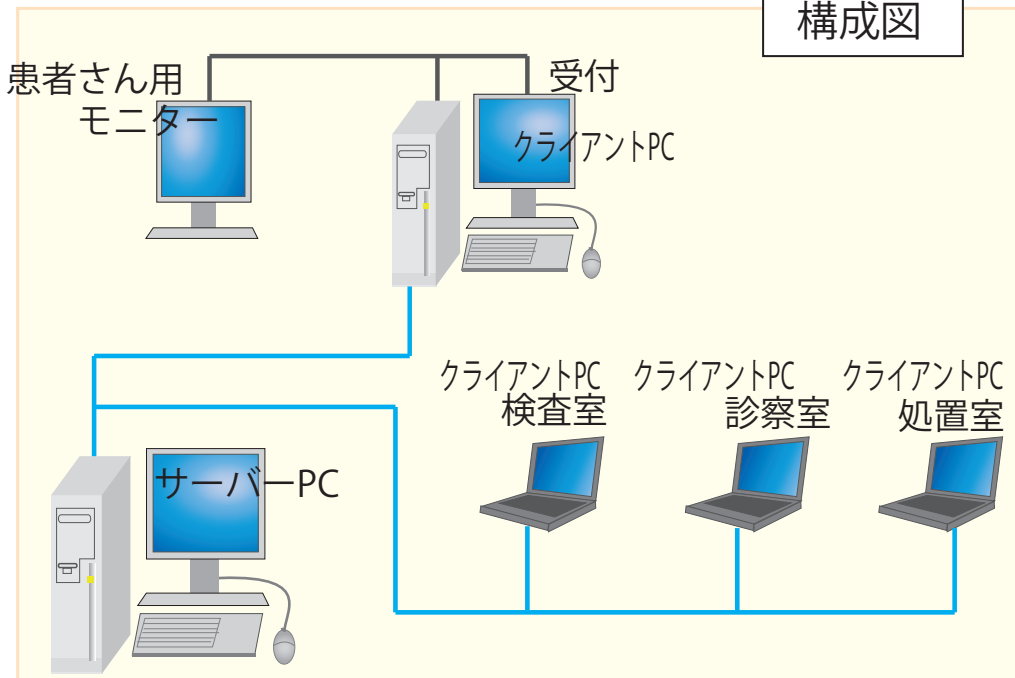 構成図
患者さん用
モニター
受付
クライアントPC
クライアントPC
検査室
クライアントPC
診察室
クライアントPC
処置室
サーバーPC